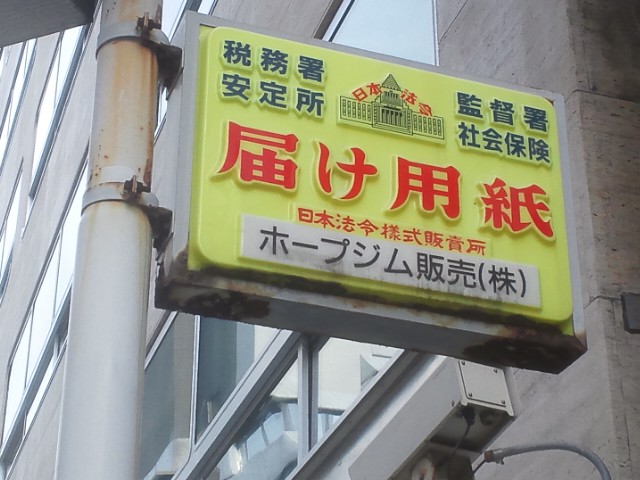 税務署
安定所
日本法令
監督署
社会保険
届け用紙
日本法令様式販売所
ホープジム販売(株)